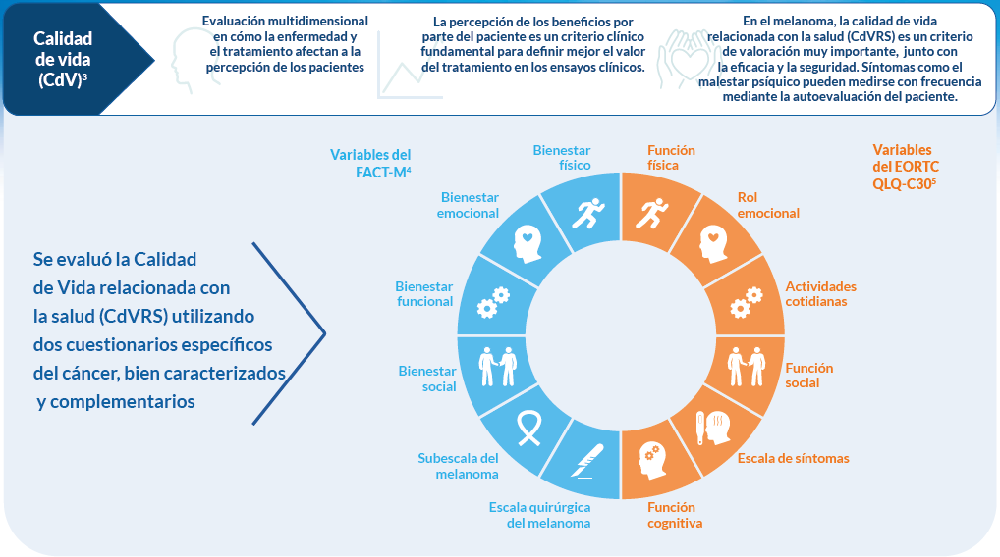 Calidad
de vida
(CdV)³
Evaluación multidimensional
en cómo la enfermedad y
el tratamiento afectan a la
percepción de los pacientes
La percepción de los beneficios por
parte del paciente es un criterio clínico
fundamental para definir mejor el valor
del tratamiento en los ensayos clínicos.
En el melanoma, la calidad de vida
relacionada con la salud (CdVRS) es un criterio
de valoración muy importante, junto con
la eficacia y la seguridad. Síntomas como el
malestar psíquico pueden medirse con frecuencia
mediante la autoevaluación del paciente.
Se evaluó la Calidad
de Vida relacionada con
la salud (CdVRS) utilizando
dos cuestionarios específicos
del cáncer, bien caracterizados
y complementarios
Variables del
FACT-M⁴
Bienestar
físico
Bienestar
emocional
Bienestar
funcional
Bienestar
social
Subescala del
melanoma
Escala quirúrgica
del melanoma
Variables
del EORTC
QLQ-C30⁵
Función
física
Rol
emocional
Actividades
cotidianas
Función
social
Escala de síntomas
Función
cognitiva